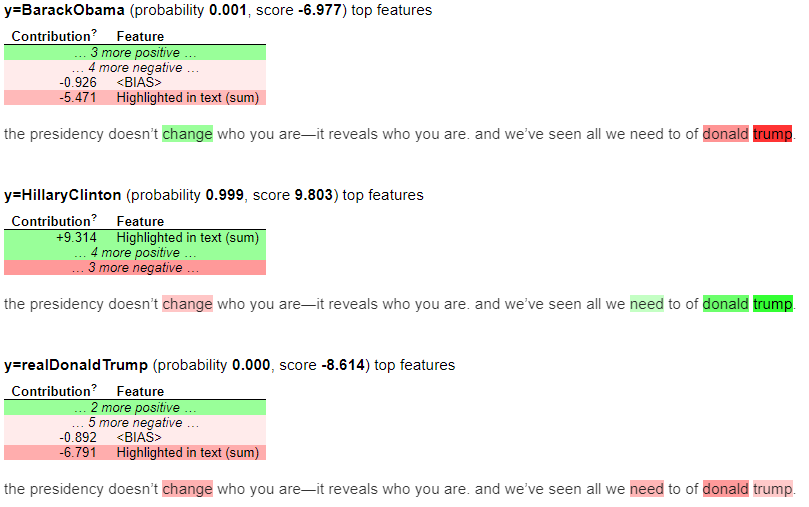 y=BarackObama (probability 0.001, score -6.977) top features
Contribution? Feature
… 3 more positive …
… 4 more negative …
-0.926 <BIAS>
-5.471 Highlighted in text (sum)
the presidency doesn’t change who you are—it reveals who you are. and we’ve seen all we need to of donald trump.
y=HillaryClinton (probability 0.999, score 9.803) top features
Contribution? Feature
+9.314 Highlighted in text (sum)
… 4 more positive …
… 3 more negative …
the presidency doesn’t change who you are—it reveals who you are. and we’ve seen all we need to of donald trump.
y=realDonaldTrump (probability 0.000, score -8.614) top features
Contribution? Feature
… 2 more positive …
… 5 more negative …
-0.892 <BIAS>
-6.791 Highlighted in text (sum)
the presidency doesn’t change who you are—it reveals who you are. and we’ve seen all we need to of donald trump.